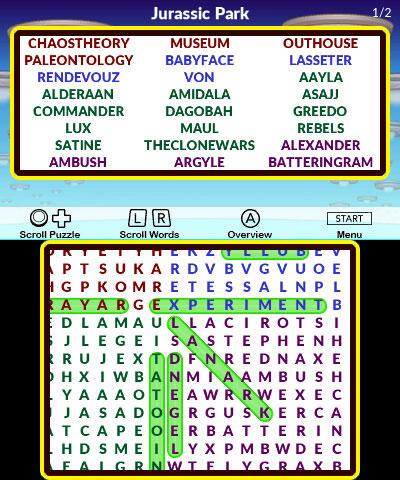 Jurassic Park
1/2
CHAOSTHEORY MUSEUM OUTHOUSE
PALEONTOLOGY BABYFACE LASSETER
RENDEVOUZ VON AAYLA
ALDERAAN AMIDALA ASAJJ
COMMANDER DAGOBAH GREEDO
LUX MAUL REBELS
SATINE THECLONEWARS ALEXANDER
AMBUSH ARGYLE BATTERINGRAM
L R A START
Scroll Puzzle Scroll Words Overview Menu
R Y E T Y H E R Z Y L L U B E V
A P T S U K A R D V B V G V U O E
H G P K O M R E T E S S A L N P L
R A Y A R G E X P E R I M E N T B
E D L A M A U L L A C I R O T S I
S J L E G E I S A S T E P H E N H
R R U J E X T D F N R E D N A X E
D H X I W B A N M I A A M B U S H
L Y A A A O T E A W R R W E X E C
U J A S A D O G R G U S K E R C A
A T C A P E O E R B A T T E R I N
L H D S M E I L Y X P M B W D E C